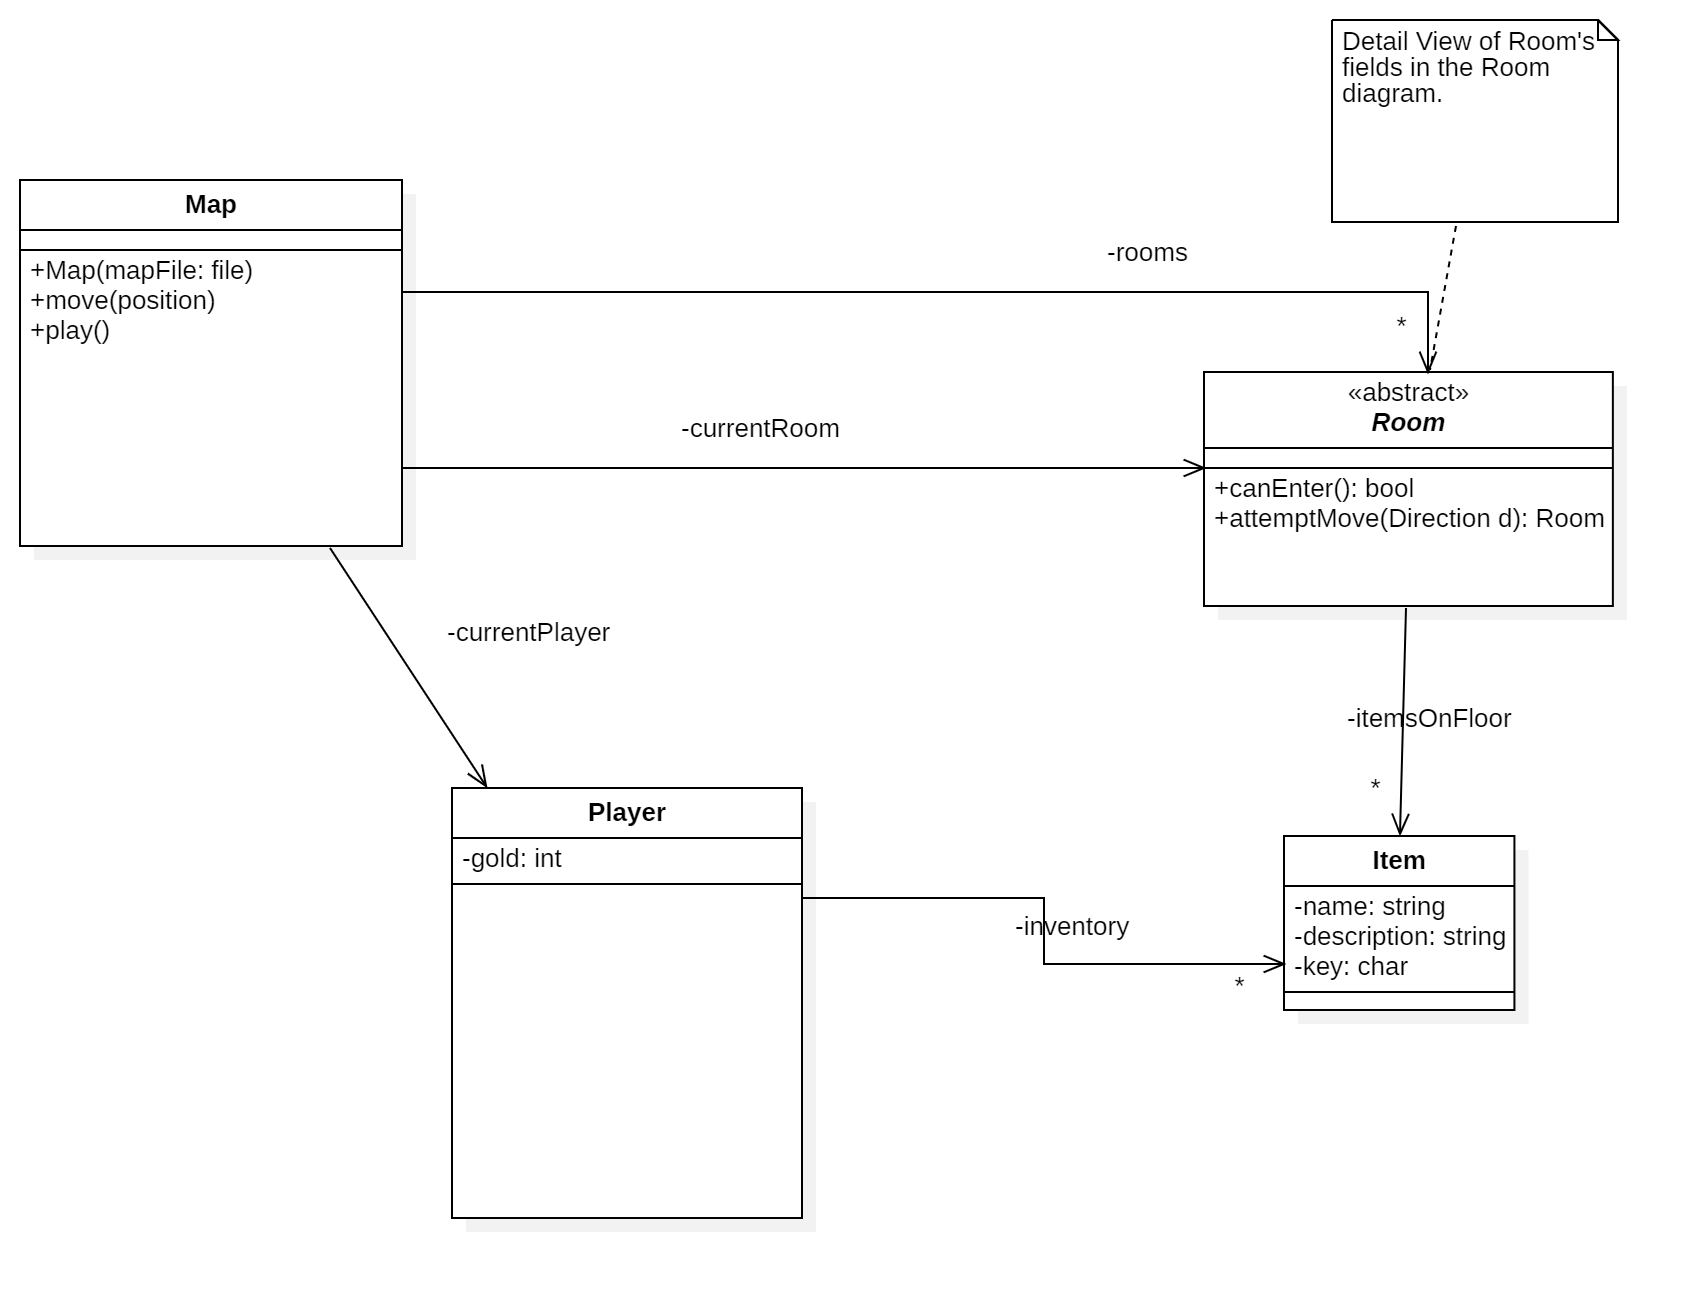 Detail View of Room's
fields in the Room
diagram.
Map
+Map(mapFile: file)
+move(position)
+play()
-rooms
*
-currentRoom
«abstract»
Room
+canEnter(): bool
+attemptMove(Direction d): Room
-currentPlayer
-itemsOnFloor
*
Player
-gold: int
-inventory
*
Item
-name: string
-description: string
-key: char